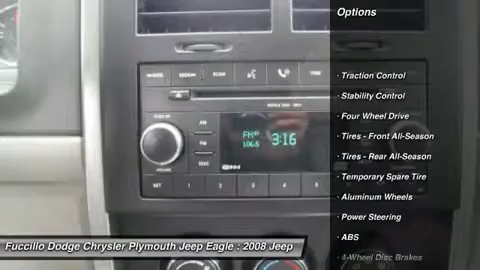 Options
· Traction Control
· Stability Control
· Four Wheel Drive
· Tires - Front All-Season
· Tires - Rear All-Season
· Temporary Spare Tire
· Aluminum Wheels
· Power Steering
· ABS
· 4-Wheel Disc Brakes
SCAN
AM
FM
FM
106.5
3:16
SET
1
2
3
4
5
Fuccillo Dodge Chrysler Plymouth Jeep Eagle : 2008 Jeep